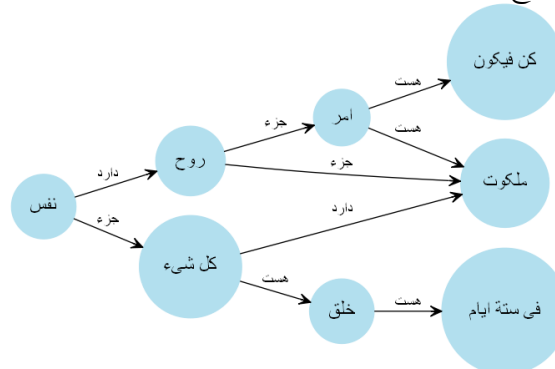 کن فیکون
هست
امر
جزء
هست
روح
جزء
ملکوت
دارد
نفس
دارد
جزء
کل شیء
هست
خلق
هست
فی ستة ایام